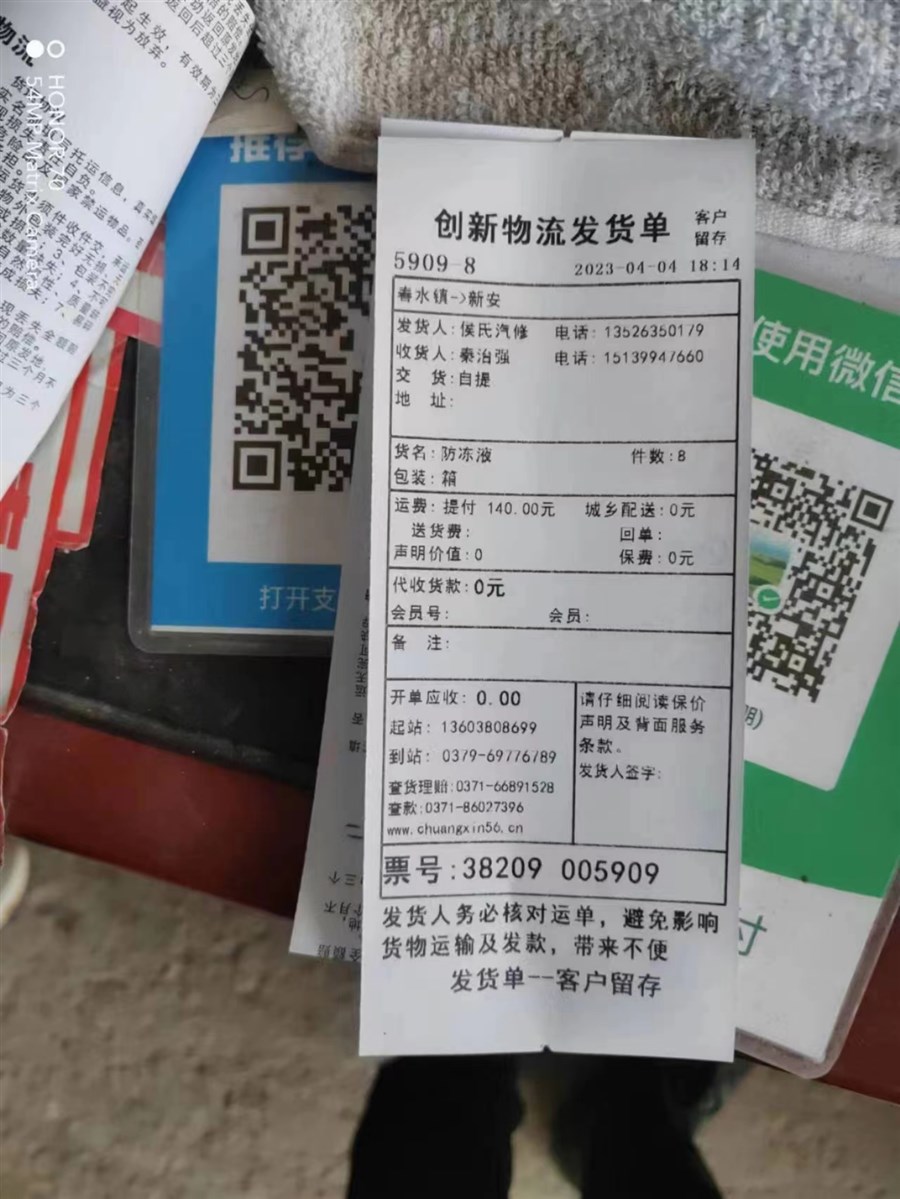 HONOR 70
54MP Matrix Camera
推荐
打开支
使用微信
创新物流发货单 客户
留存
5909-8 2023-04-04 18:14
春水镇->新安
发货人:侯氏汽修 电话: 13526350179
收货人:秦治强 电话: 15139947660
交 货:自提
地 址:
货名: 防冻液 件数:8
包装: 箱
运费: 提付 140.00元 城乡配送: 0元
送货费: 回单:
声明价值: 0 保费: 0元
代收货款: 0元
会员号: 会员:
备 注:
开单应收: 0.00
起站: 13603808699
到站: 0379-69776789
查货理赔:0371-66891528
查款:0371-86027396
www.chuangxin56.cn
请仔细阅读保价
声明及背面服务
条款。
发货人签字:
票号:38209 005909
发货人务必核对运单，避免影响
货物运输及发款，带来不便
发货单--客户留存